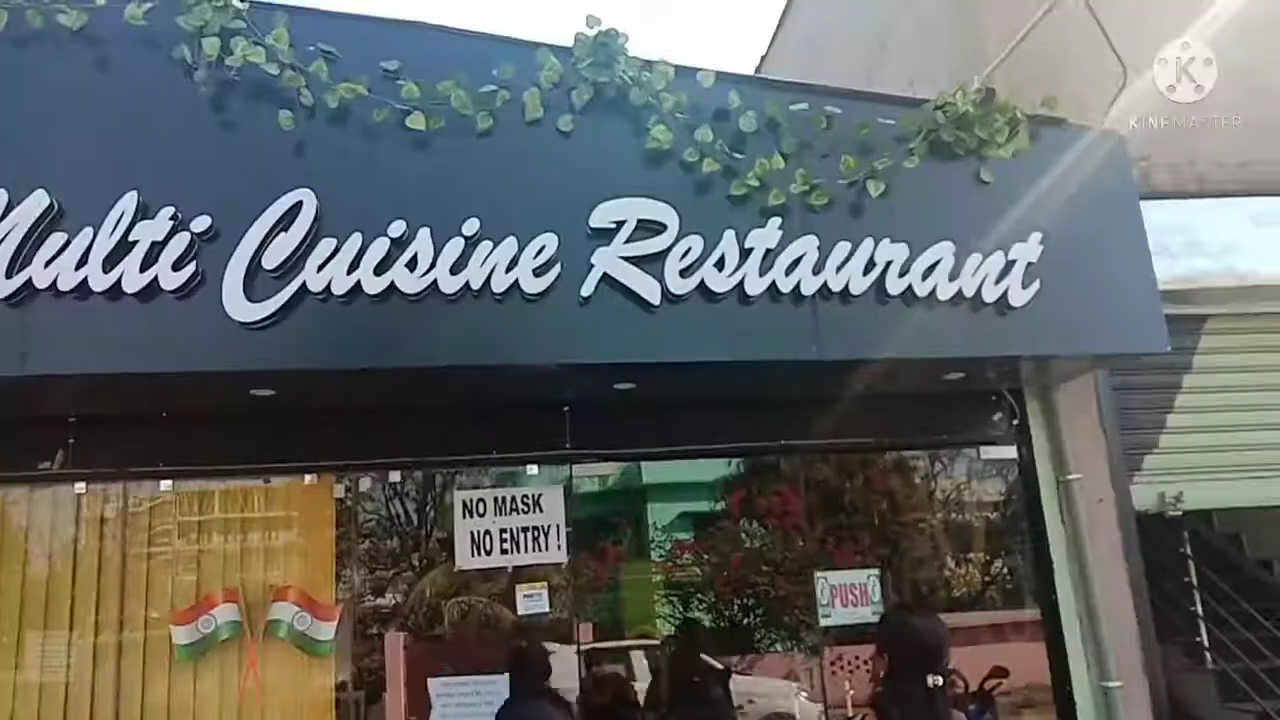 KINEMASTER
Multi Cuisine Restaurant
NO MASK
NO ENTRY !
PUSH